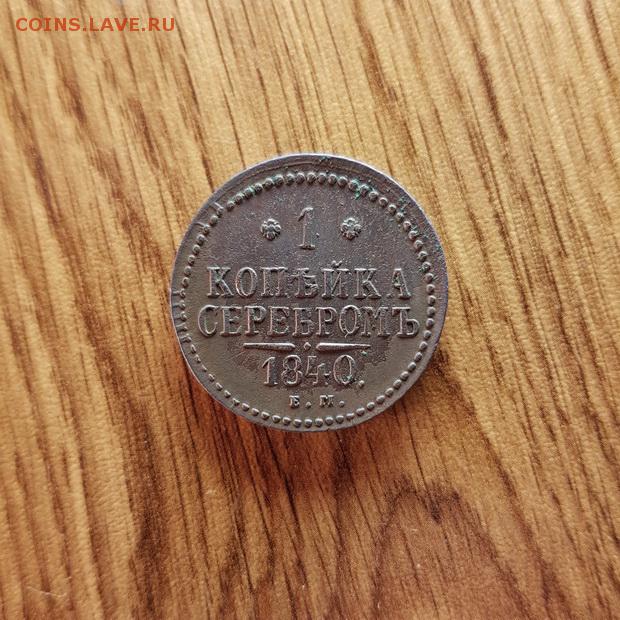 COINS.LAVE.RU
1
КОПѢЙКА
СЕРЕБРОМЪ
1840.
Е.М.